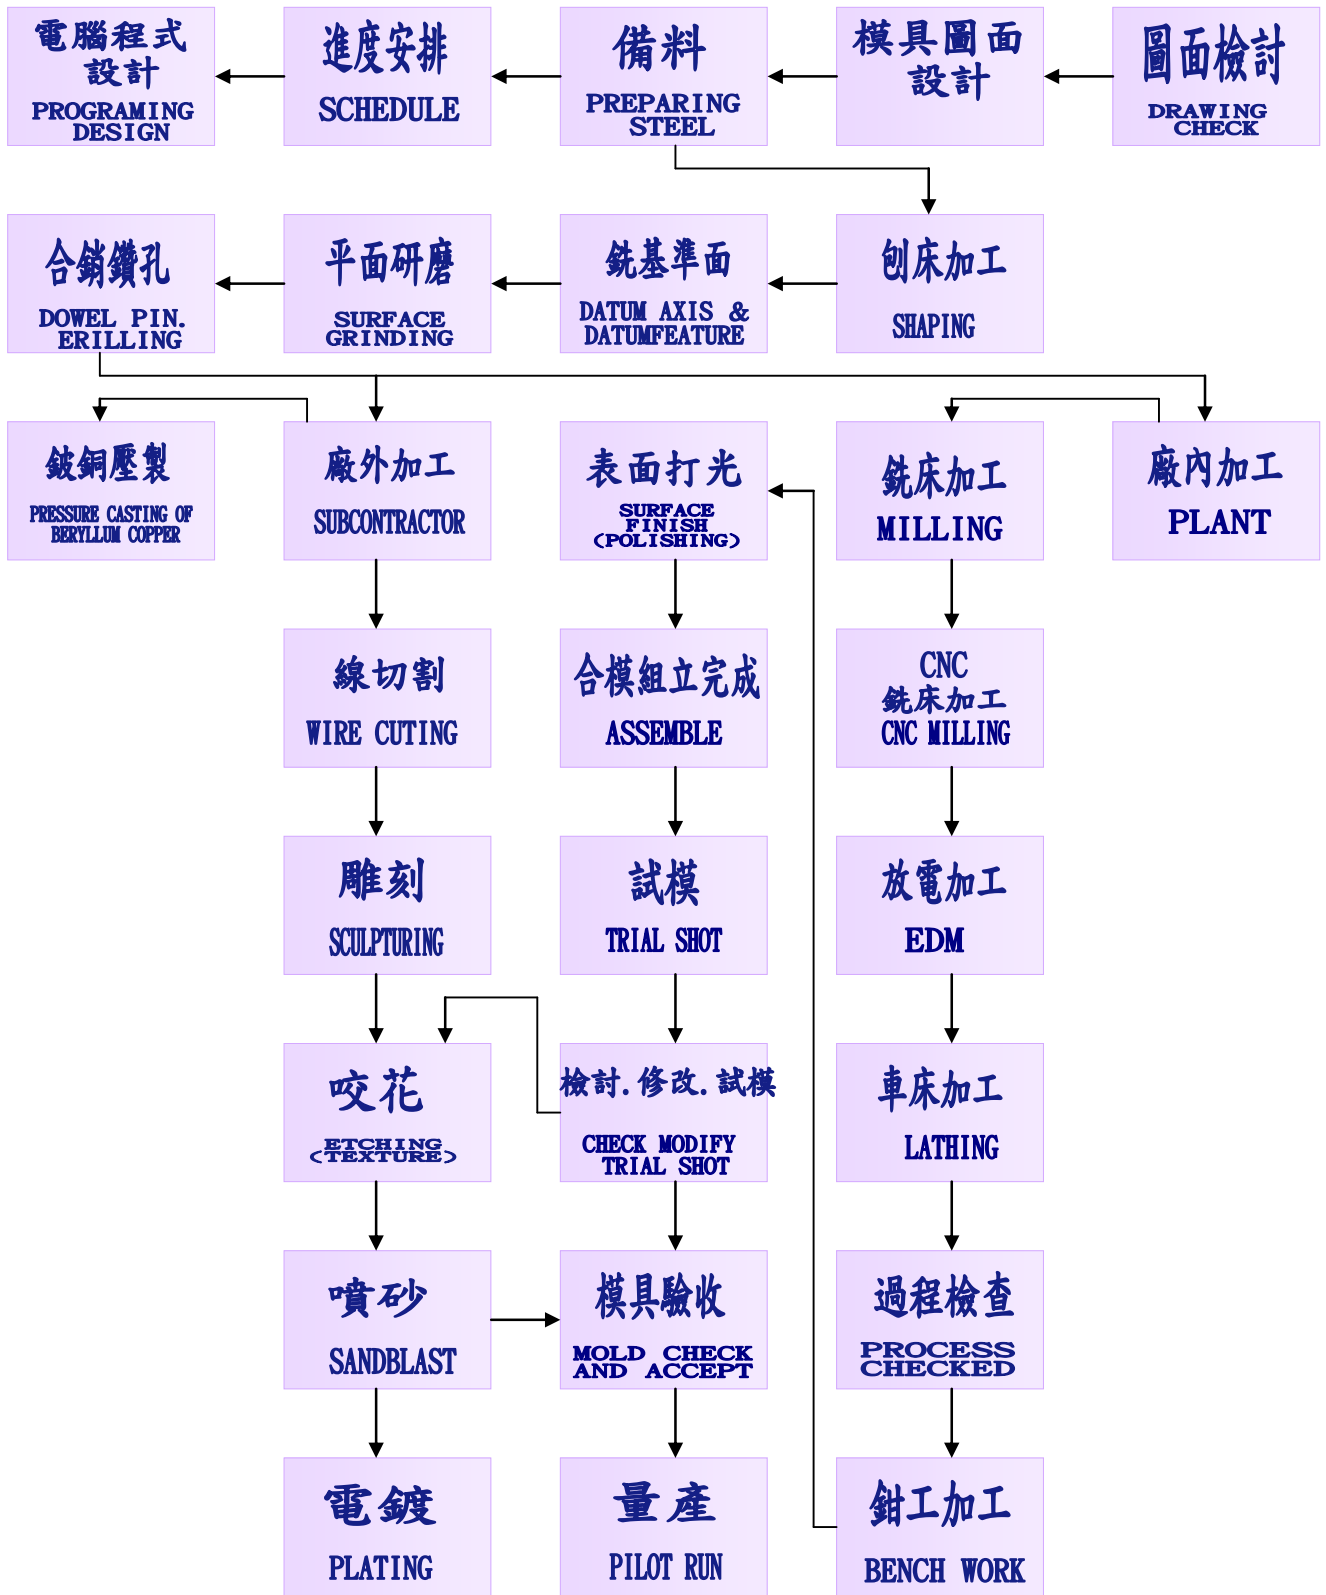 電腦程式
設計
PROGRAMING
DESIGN
進度安排
SCHEDULE
備料
PREPARING
STEEL
模具圖面
設計
圖面檢討
DRAWING
CHECK
合銷鑽孔
DOWEL PIN.
ERILLING
平面研磨
SURFACE
GRINDING
銑基準面
DATUM AXIS &
DATUMFEATURE
刨床加工
SHAPING
鈹銅壓製
PRESSURE CASTING OF
BERYLLUM COPPER
廠外加工
SUBCONTRACTOR
表面打光
SURFACE
FINISH
(POLISHING)
銑床加工
MILLING
廠內加工
PLANT
線切割
WIRE CUTING
合模組立完成
ASSEMBLE
CNC
銑床加工
CNC MILLING
雕刻
SCULPTURING
試模
TRIAL SHOT
放電加工
EDM
咬花
ETCHING
(TEXTURE)
檢討.修改.試模
CHECK MODIFY
TRIAL SHOT
車床加工
LATHING
噴砂
SANDBLAST
模具驗收
MOLD CHECK
AND ACCEPT
過程檢查
PROCESS
CHECKED
電鍍
PLATING
量產
PILOT RUN
鉗工加工
BENCH WORK